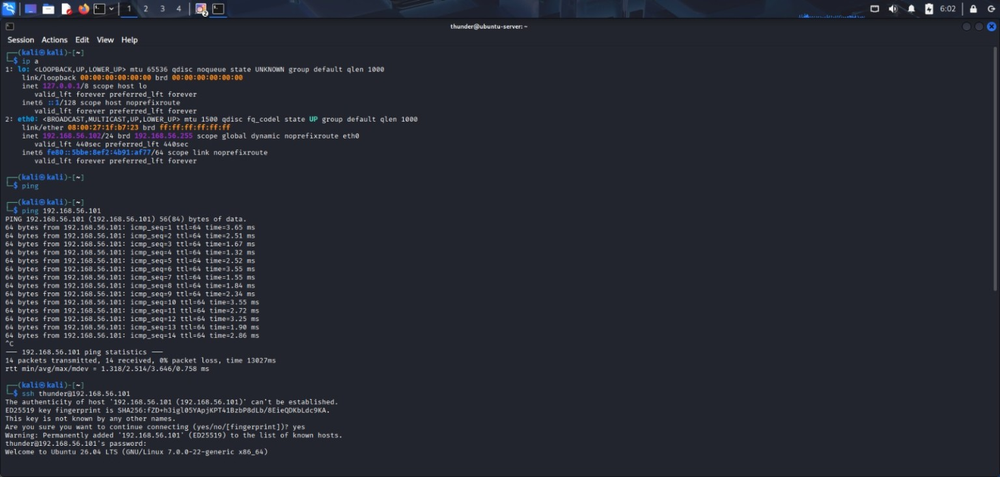 1 2 3 4 2 6:02
thunder@ubuntu-server: ~
Session Actions Edit View Help
┌──(kali㉿kali)-[~]
└─$ ip a
1: lo: <LOOPBACK,UP,LOWER_UP> mtu 65536 qdisc noqueue state UNKNOWN group default qlen 1000
    link/loopback 00:00:00:00:00:00 brd 00:00:00:00:00:00
    inet 127.0.0.1/8 scope host lo
       valid_lft forever preferred_lft forever
    inet6 ::1/128 scope host noprefixroute
       valid_lft forever preferred_lft forever
2: eth0: <BROADCAST,MULTICAST,UP,LOWER_UP> mtu 1500 qdisc fq_codel state UP group default qlen 1000
    link/ether 08:00:27:1f:b7:23 brd ff:ff:ff:ff:ff:ff
    inet 192.168.56.102/24 brd 192.168.56.255 scope global dynamic noprefixroute eth0
       valid_lft 440sec preferred_lft 440sec
    inet6 fe80::5bbe:8ef2:4b91:af77/64 scope link noprefixroute
       valid_lft forever preferred_lft forever
┌──(kali㉿kali)-[~]
└─$ ping
┌──(kali㉿kali)-[~]
└─$ ping 192.168.56.101
PING 192.168.56.101 (192.168.56.101) 56(84) bytes of data.
64 bytes from 192.168.56.101: icmp_seq=1 ttl=64 time=3.65 ms
64 bytes from 192.168.56.101: icmp_seq=2 ttl=64 time=2.51 ms
64 bytes from 192.168.56.101: icmp_seq=3 ttl=64 time=1.67 ms
64 bytes from 192.168.56.101: icmp_seq=4 ttl=64 time=1.32 ms
64 bytes from 192.168.56.101: icmp_seq=5 ttl=64 time=2.52 ms
64 bytes from 192.168.56.101: icmp_seq=6 ttl=64 time=3.55 ms
64 bytes from 192.168.56.101: icmp_seq=7 ttl=64 time=1.55 ms
64 bytes from 192.168.56.101: icmp_seq=8 ttl=64 time=1.84 ms
64 bytes from 192.168.56.101: icmp_seq=9 ttl=64 time=2.34 ms
64 bytes from 192.168.56.101: icmp_seq=10 ttl=64 time=3.55 ms
64 bytes from 192.168.56.101: icmp_seq=11 ttl=64 time=2.72 ms
64 bytes from 192.168.56.101: icmp_seq=12 ttl=64 time=3.25 ms
64 bytes from 192.168.56.101: icmp_seq=13 ttl=64 time=1.90 ms
64 bytes from 192.168.56.101: icmp_seq=14 ttl=64 time=2.86 ms
^C
--- 192.168.56.101 ping statistics ---
14 packets transmitted, 14 received, 0% packet loss, time 13027ms
rtt min/avg/max/mdev = 1.318/2.514/3.646/0.758 ms
┌──(kali㉿kali)-[~]
└─$ ssh thunder@192.168.56.101
The authenticity of host '192.168.56.101 (192.168.56.101)' can't be established.
ED25519 key fingerprint is SHA256:fZD+h3igl05YApjKPT41BzbP8dLb/8EieQDKbLdc9KA.
This key is not known by any other names.
Are you sure you want to continue connecting (yes/no/[fingerprint])? yes
Warning: Permanently added '192.168.56.101' (ED25519) to the list of known hosts.
thunder@192.168.56.101's password:
Welcome to Ubuntu 26.04 LTS (GNU/Linux 7.0.0-22-generic x86_64)